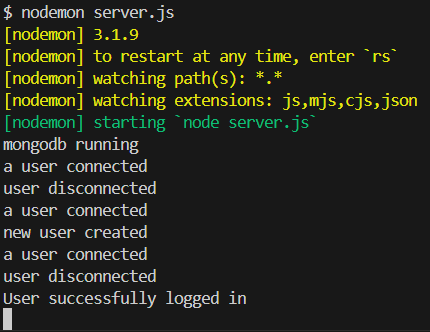 $ nodemon server.js
[nodemon] 3.1.9
[nodemon] to restart at any time, enter `rs`
[nodemon] watching path(s): *.*
[nodemon] watching extensions: js,mjs,cjs,json
[nodemon] starting `node server.js`
mongodb running
a user connected
user disconnected
a user connected
new user created
a user connected
user disconnected
User successfully logged in